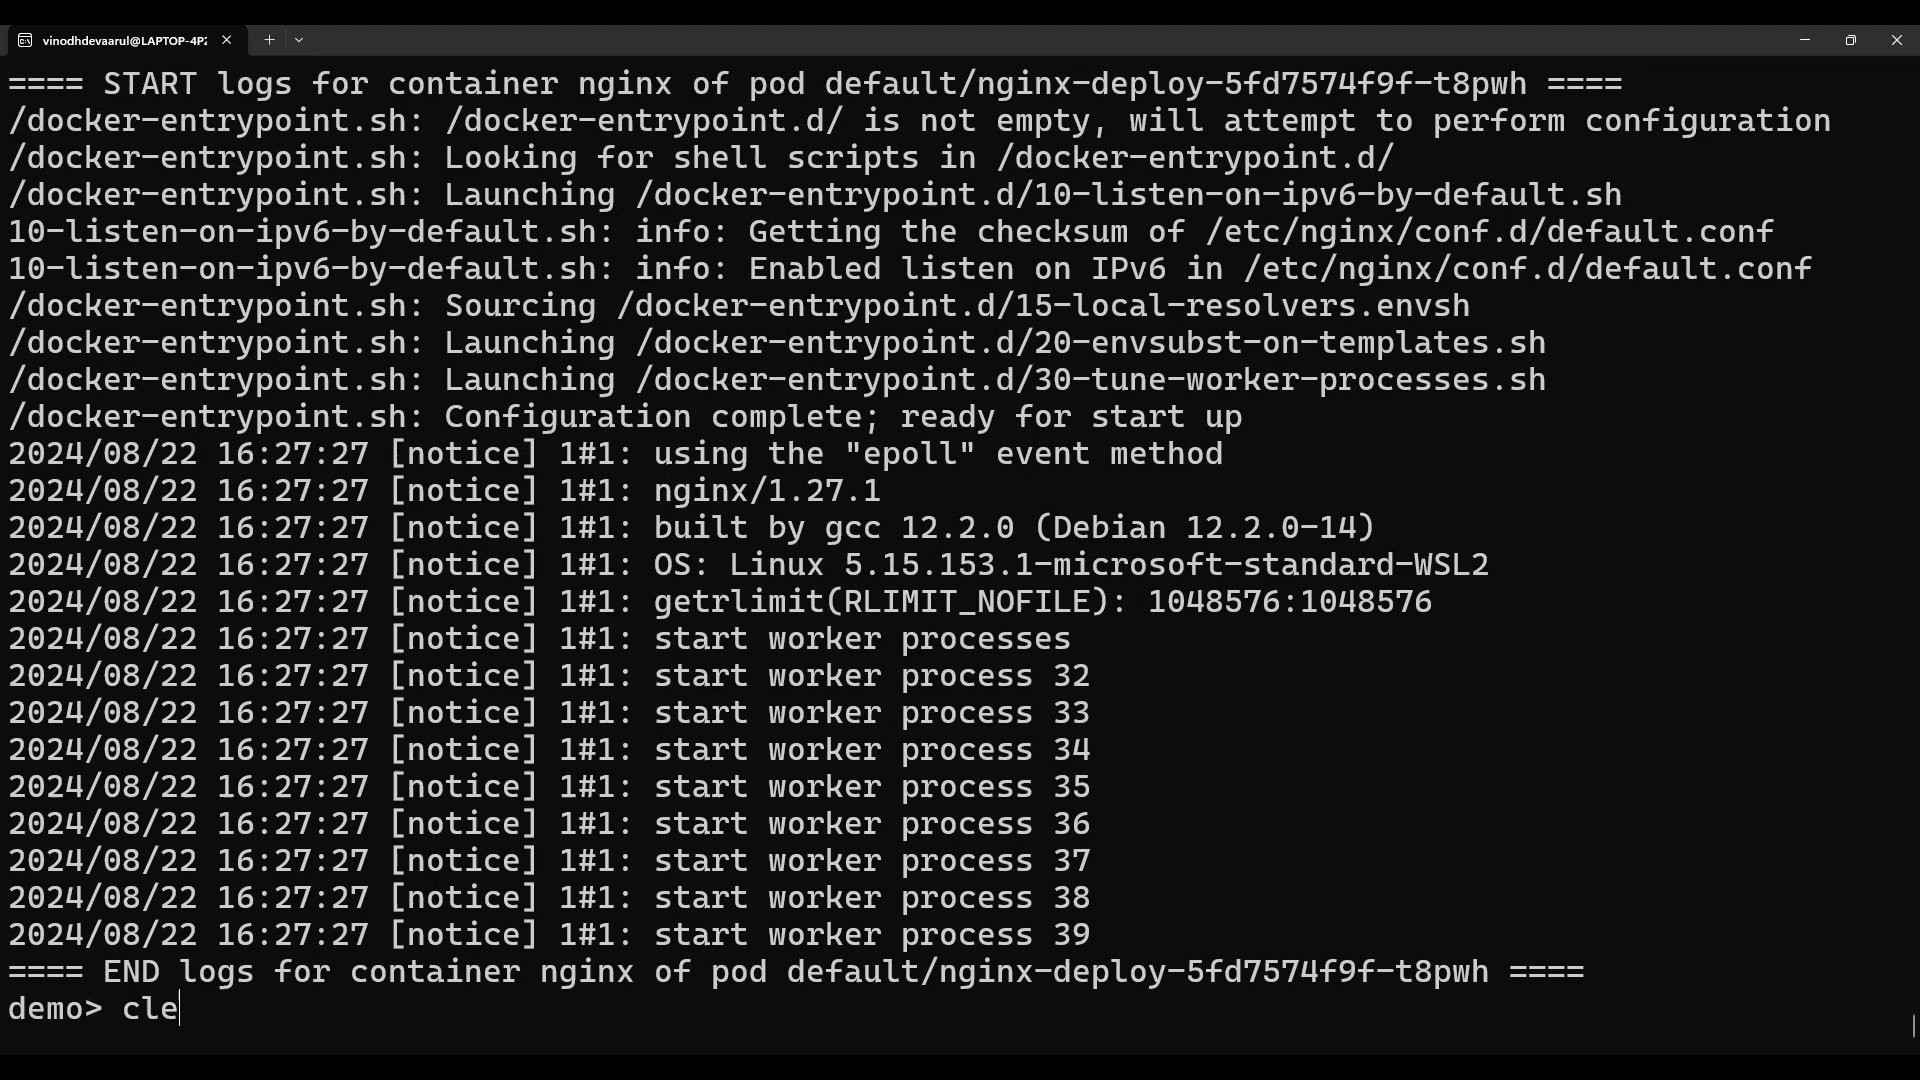 vinodhdevaarul@LAPTOP-4P2
==== START logs for container nginx of pod default/nginx-deploy-5fd7574f9f-t8pwh ====
/docker-entrypoint.sh: /docker-entrypoint.d/ is not empty, will attempt to perform configuration
/docker-entrypoint.sh: Looking for shell scripts in /docker-entrypoint.d/
/docker-entrypoint.sh: Launching /docker-entrypoint.d/10-listen-on-ipv6-by-default.sh
10-listen-on-ipv6-by-default.sh: info: Getting the checksum of /etc/nginx/conf.d/default.conf
10-listen-on-ipv6-by-default.sh: info: Enabled listen on IPv6 in /etc/nginx/conf.d/default.conf
/docker-entrypoint.sh: Sourcing /docker-entrypoint.d/15-local-resolvers.envsh
/docker-entrypoint.sh: Launching /docker-entrypoint.d/20-envsubst-on-templates.sh
/docker-entrypoint.sh: Launching /docker-entrypoint.d/30-tune-worker-processes.sh
/docker-entrypoint.sh: Configuration complete; ready for start up
2024/08/22 16:27:27 [notice] 1#1: using the "epoll" event method
2024/08/22 16:27:27 [notice] 1#1: nginx/1.27.1
2024/08/22 16:27:27 [notice] 1#1: built by gcc 12.2.0 (Debian 12.2.0-14)
2024/08/22 16:27:27 [notice] 1#1: OS: Linux 5.15.153.1-microsoft-standard-WSL2
2024/08/22 16:27:27 [notice] 1#1: getrlimit(RLIMIT_NOFILE): 1048576:1048576
2024/08/22 16:27:27 [notice] 1#1: start worker processes
2024/08/22 16:27:27 [notice] 1#1: start worker process 32
2024/08/22 16:27:27 [notice] 1#1: start worker process 33
2024/08/22 16:27:27 [notice] 1#1: start worker process 34
2024/08/22 16:27:27 [notice] 1#1: start worker process 35
2024/08/22 16:27:27 [notice] 1#1: start worker process 36
2024/08/22 16:27:27 [notice] 1#1: start worker process 37
2024/08/22 16:27:27 [notice] 1#1: start worker process 38
2024/08/22 16:27:27 [notice] 1#1: start worker process 39
==== END logs for container nginx of pod default/nginx-deploy-5fd7574f9f-t8pwh ====
demo> cle